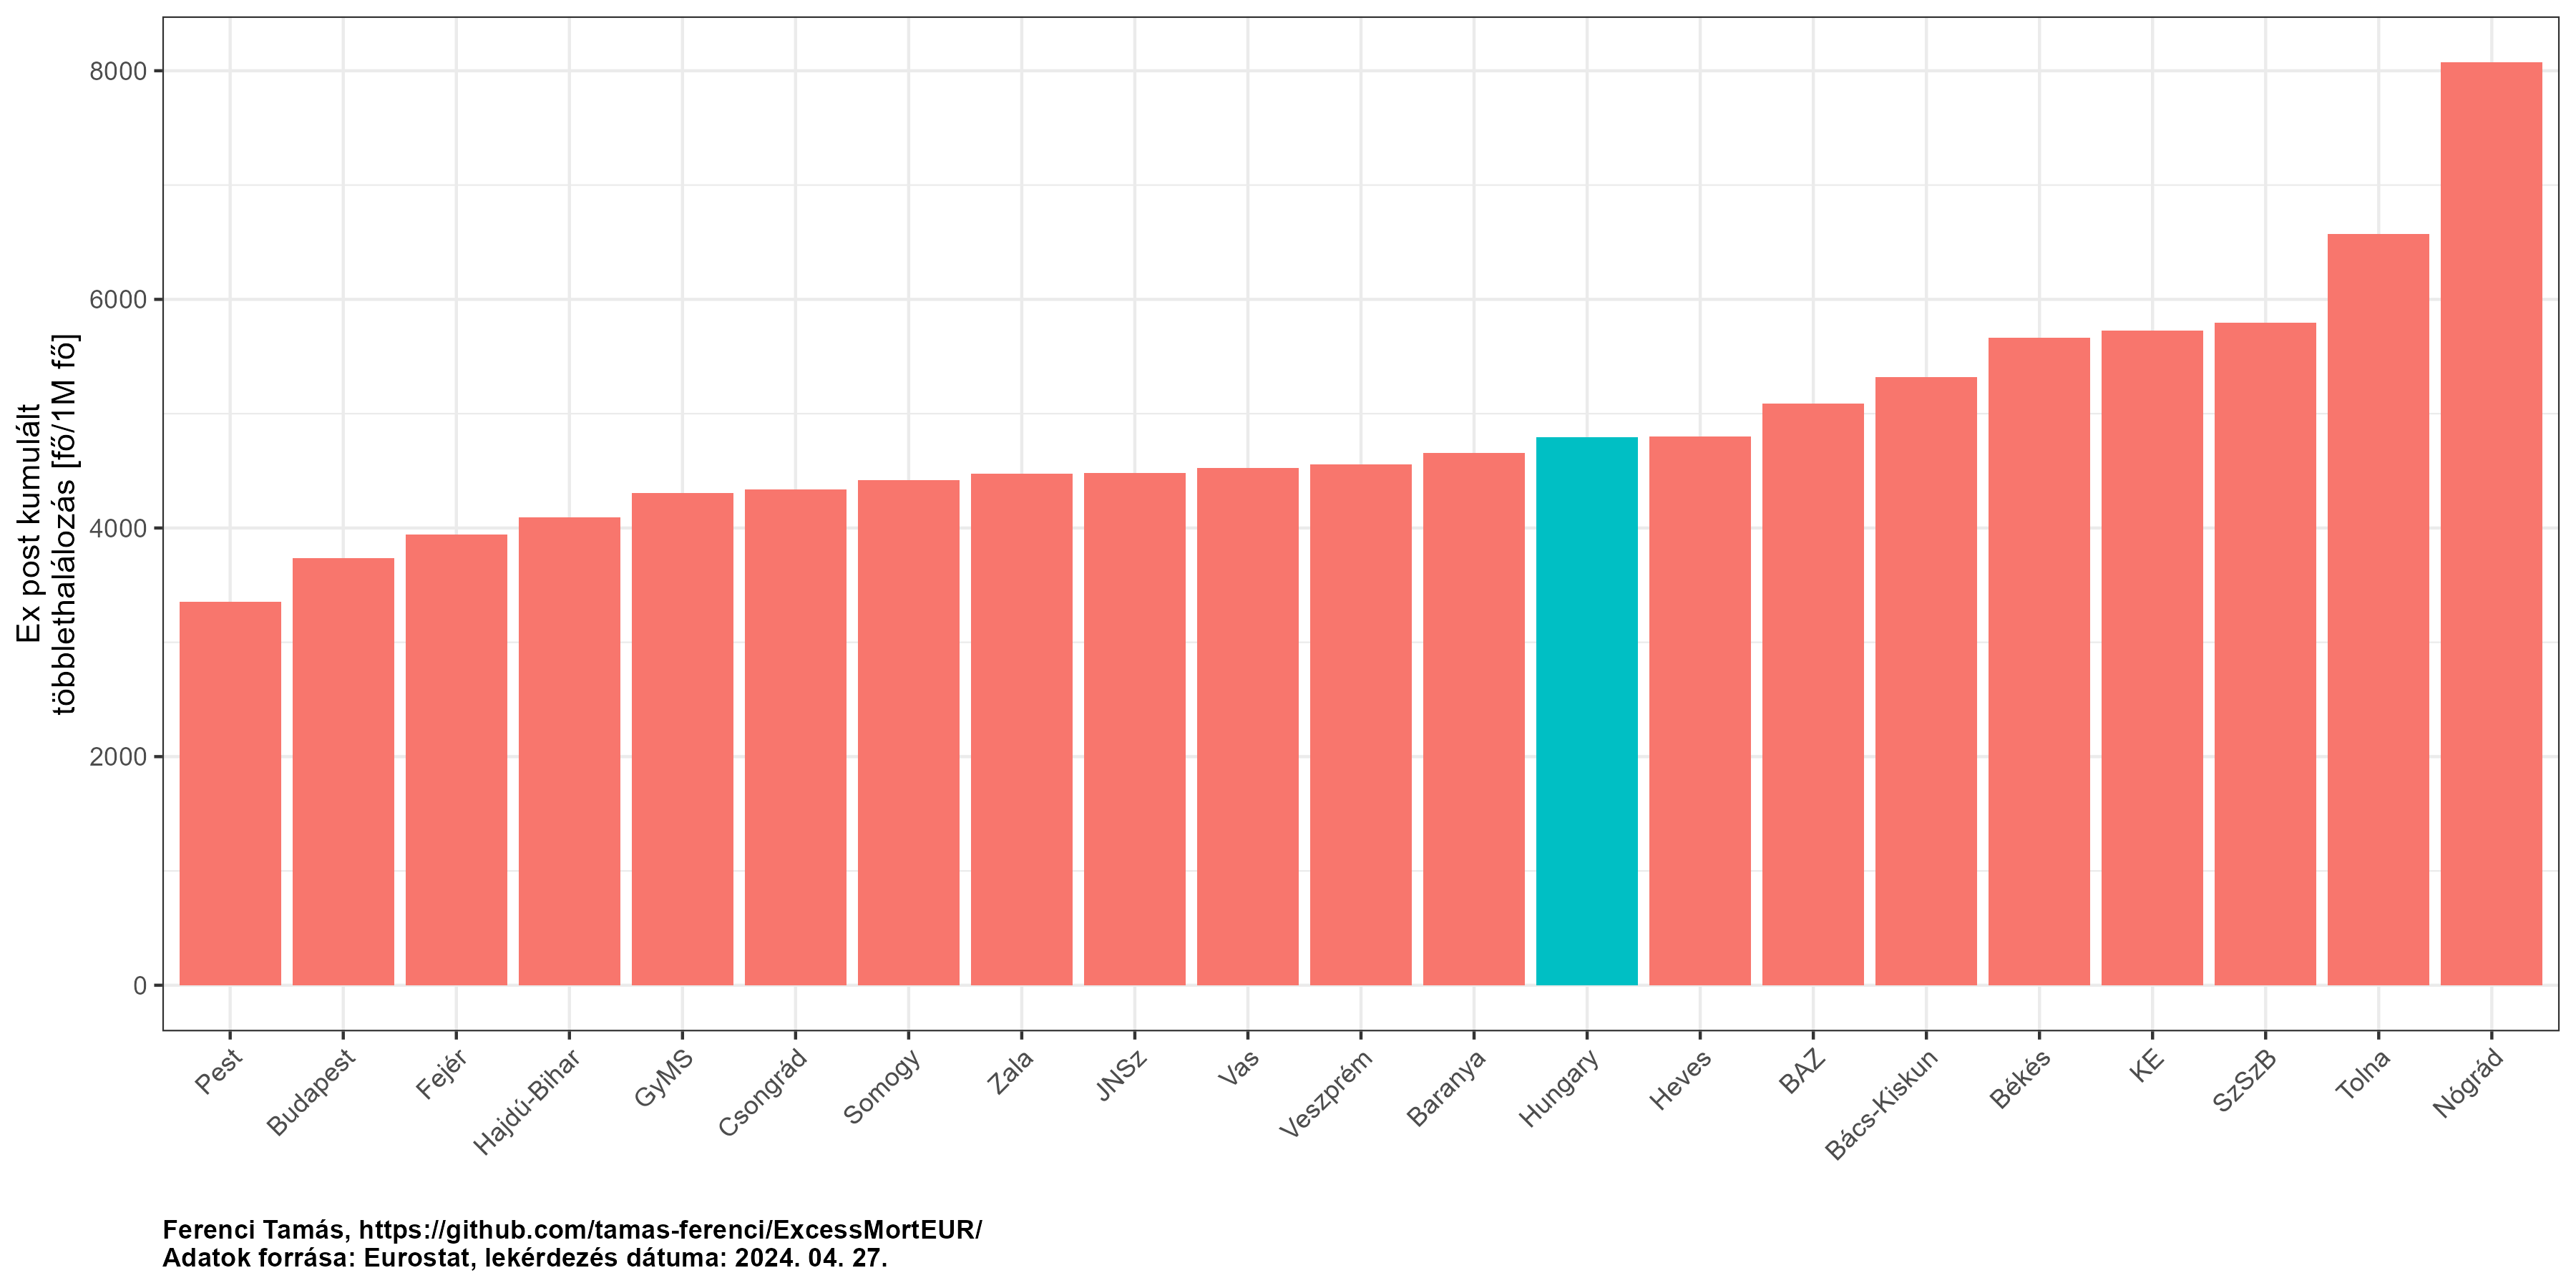 Ex post kumulált
többlethalálozás [fő/1M fő]
8000
6000
4000
2000
0
Pest
Budapest
Fejér
Hajdú-Bihar
GyMS
Csongrád
Somogy
Zala
JNSz
Vas
Veszprém
Baranya
Hungary
Heves
BAZ
Bács-Kiskun
Békés
KE
SzSzB
Tolna
Nógrád
Ferenci Tamás, https://github.com/tamas-ferenci/ExcessMortEUR/
Adatok forrása: Eurostat, lekérdezés dátuma: 2024. 04. 27.